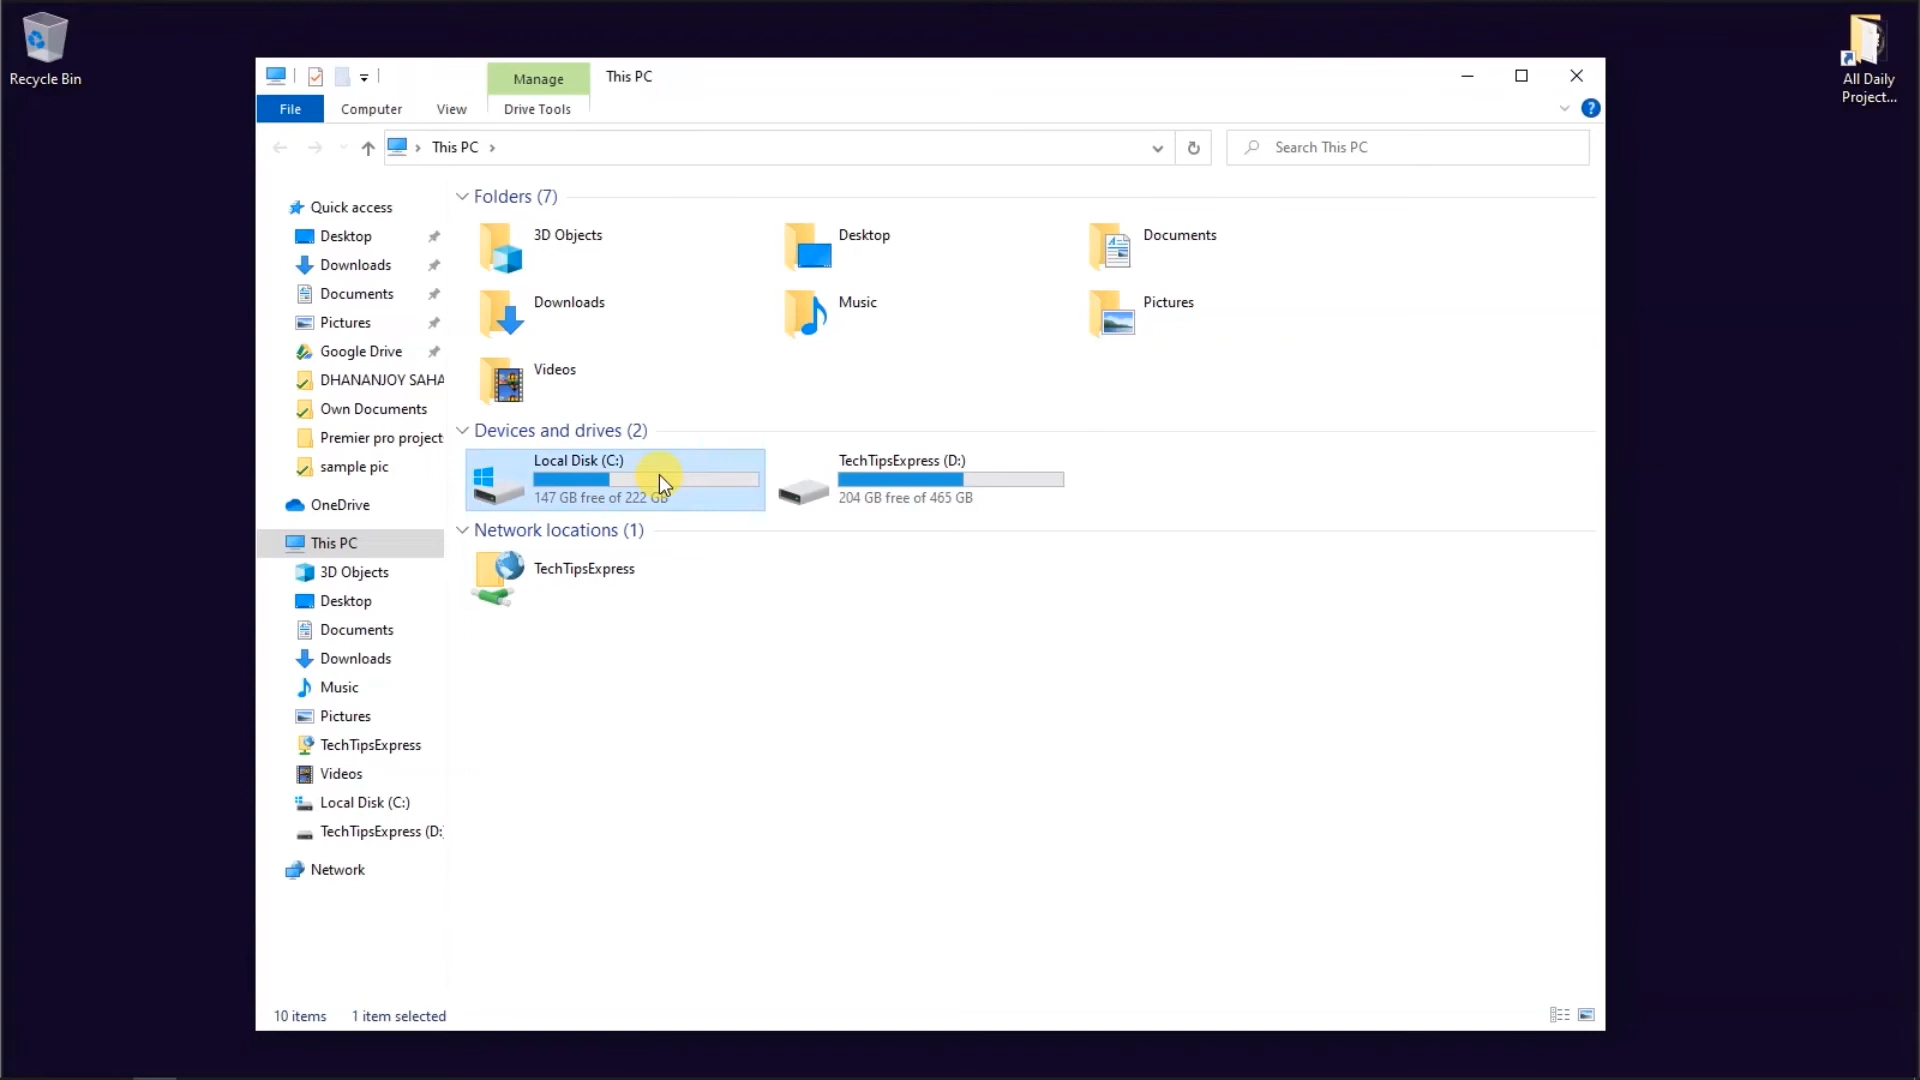 Recycle Bin
All Daily
Project...
Manage
This PC
File
Computer
View
Drive Tools
This PC
Search This PC
Quick access
Desktop
Downloads
Documents
Pictures
Google Drive
DHANANJOY SAHA
Own Documents
Premier pro project
sample pic
OneDrive
This PC
3D Objects
Desktop
Documents
Downloads
Music
Pictures
TechTipsExpress
Videos
Local Disk (C:)
TechTipsExpress (D:
Network
Folders (7)
3D Objects
Desktop
Documents
Downloads
Music
Pictures
Videos
Devices and drives (2)
Local Disk (C:)
147 GB free of 222 GB
TechTipsExpress (D:)
204 GB free of 465 GB
Network locations (1)
TechTipsExpress
10 items
1 item selected